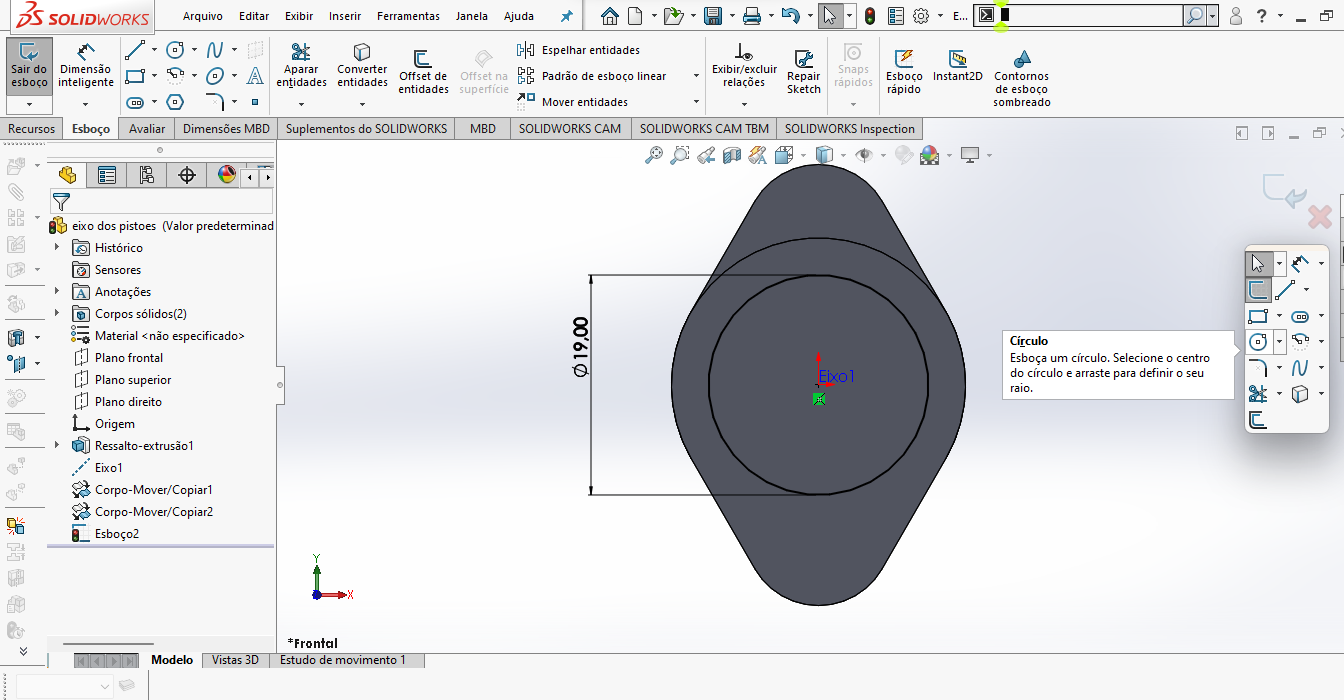 SOLIDWORKS
Arquivo Editar Exibir Inserir Ferramentas Janela Ajuda E...
Sair do esboço
Dimensão inteligente
Aparar entidades
Converter entidades
Offset de entidades
Offset na superfície
Espelhar entidades
Padrão de esboço linear
Mover entidades
Exibir/excluir relações
Repair Sketch
Snaps rápidos
Esboço rápido
Instant2D
Contornos de esboço sombreado
Recursos Esboço Avaliar Dimensões MBD Suplementos do SOLIDWORKS MBD SOLIDWORKS CAM SOLIDWORKS CAM TBM SOLIDWORKS Inspection
eixo dos pistoes (Valor predeterminad
Histórico
Sensores
Anotações
Corpos sólidos(2)
Material <não especificado>
Plano frontal
Plano superior
Plano direito
Origem
Ressalto-extrusão1
Eixo1
Corpo-Mover/Copiar1
Corpo-Mover/Copiar2
Esboço2
Ø19,00
Eixo1
Círculo
Esboça um círculo. Selecione o centro
do círculo e arraste para definir o seu
raio.
Y
X
*Frontal
Modelo Vistas 3D Estudo de movimento 1